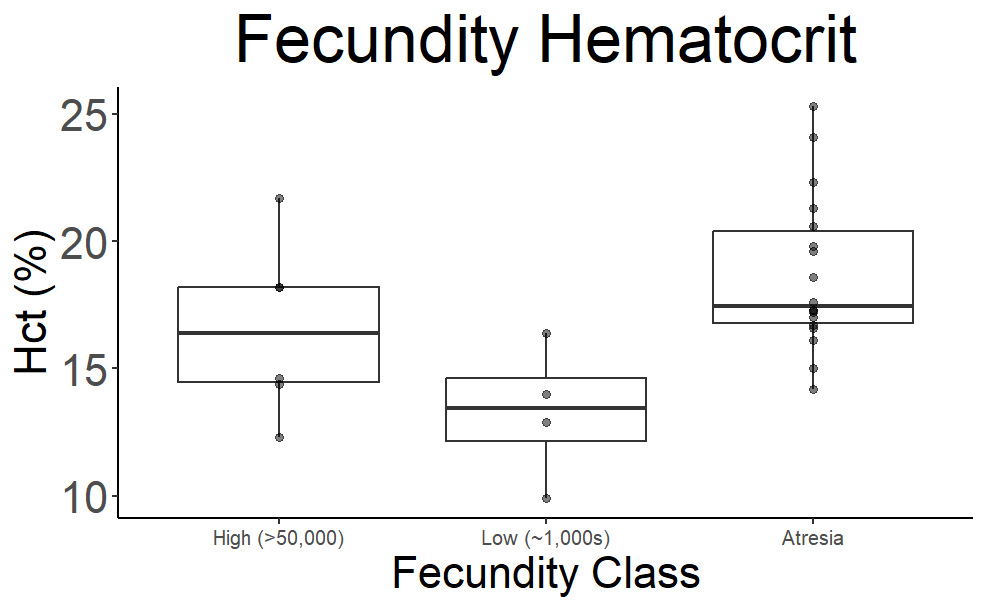 Fecundity Hematocrit
25
20
15
10
Hct (%)
High (>50,000) Low (~1,000s) Atresia
Fecundity Class